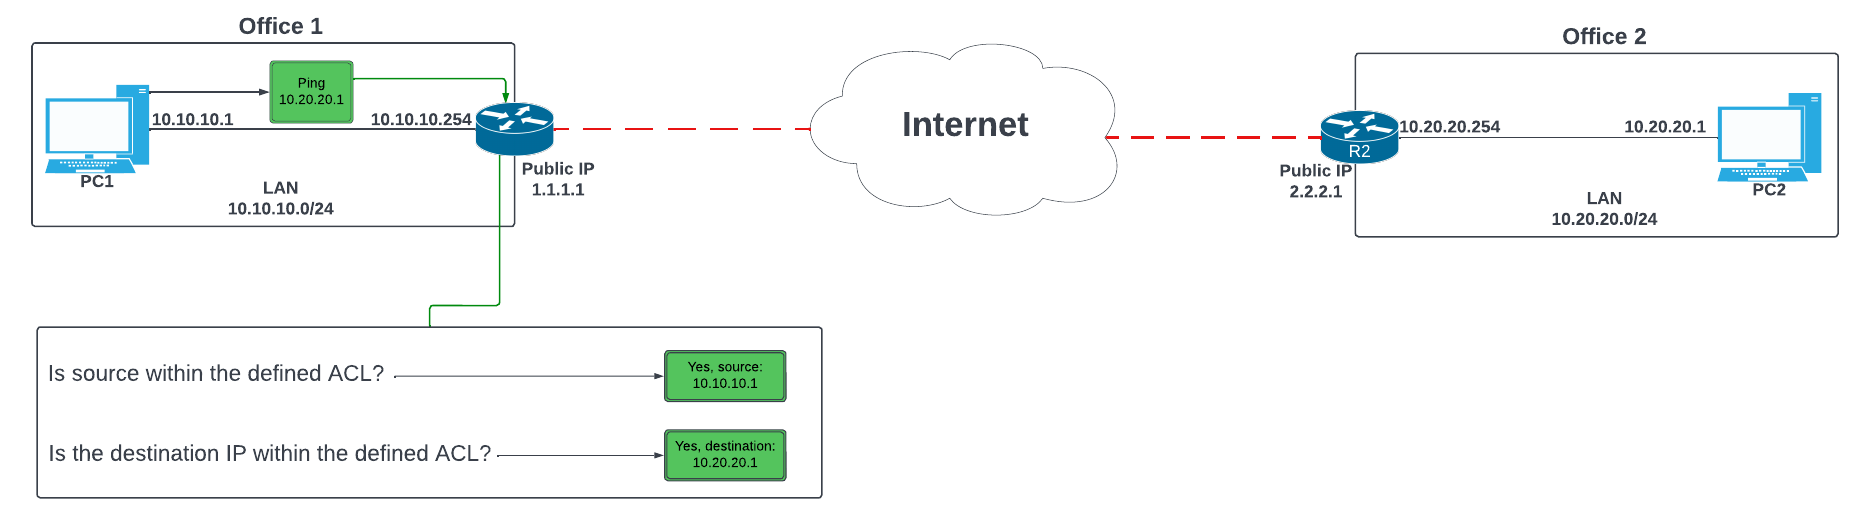 Office 1
Office 2
Ping
10.20.20.1
10.10.10.1
10.10.10.254
PC1
LAN
10.10.10.0/24
Public IP
1.1.1.1
Internet
R2
Public IP
2.2.2.1
10.20.20.254
10.20.20.1
PC2
LAN
10.20.20.0/24
Is source within the defined ACL?
Yes, source:
10.10.10.1
Is the destination IP within the defined ACL?
Yes, destination:
10.20.20.1